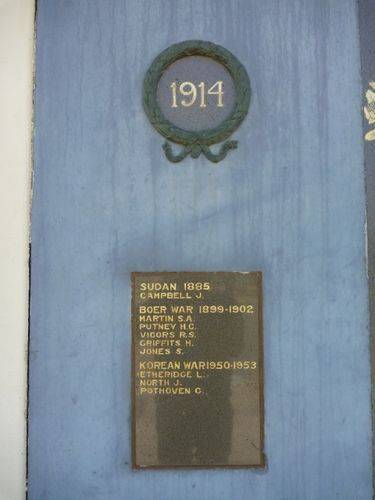 1914
SUDAN 1885
CAMPBELL J.
BOER WAR 1899-1902
MARTIN S.A.
PUTNEY H.C.
VIGORS R.S.
GRIFFITS H.
JONES S.
KOREAN WAR 1950-1953
ETHERIDGE L.
NORTH J.
POTHOVEN C.